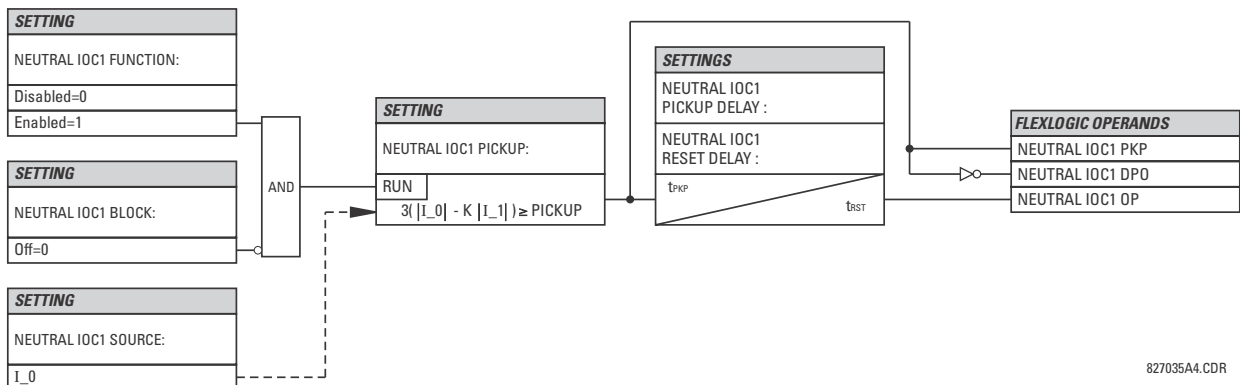 SETTING
NEUTRAL IOC1 FUNCTION:
Disabled=0
Enabled=1
SETTING
NEUTRAL IOC1 BLOCK:
Off=0
SETTING
NEUTRAL IOC1 SOURCE:
I_0
AND
SETTING
NEUTRAL IOC1 PICKUP:
RUN
3( |I_0| - K |I_1| ) ≥ PICKUP
SETTINGS
NEUTRAL IOC1
PICKUP DELAY :
NEUTRAL IOC1
RESET DELAY :
tPKP
tRST
FLEXLOGIC OPERANDS
NEUTRAL IOC1 PKP
NEUTRAL IOC1 DPO
NEUTRAL IOC1 OP
827035A4.CDR